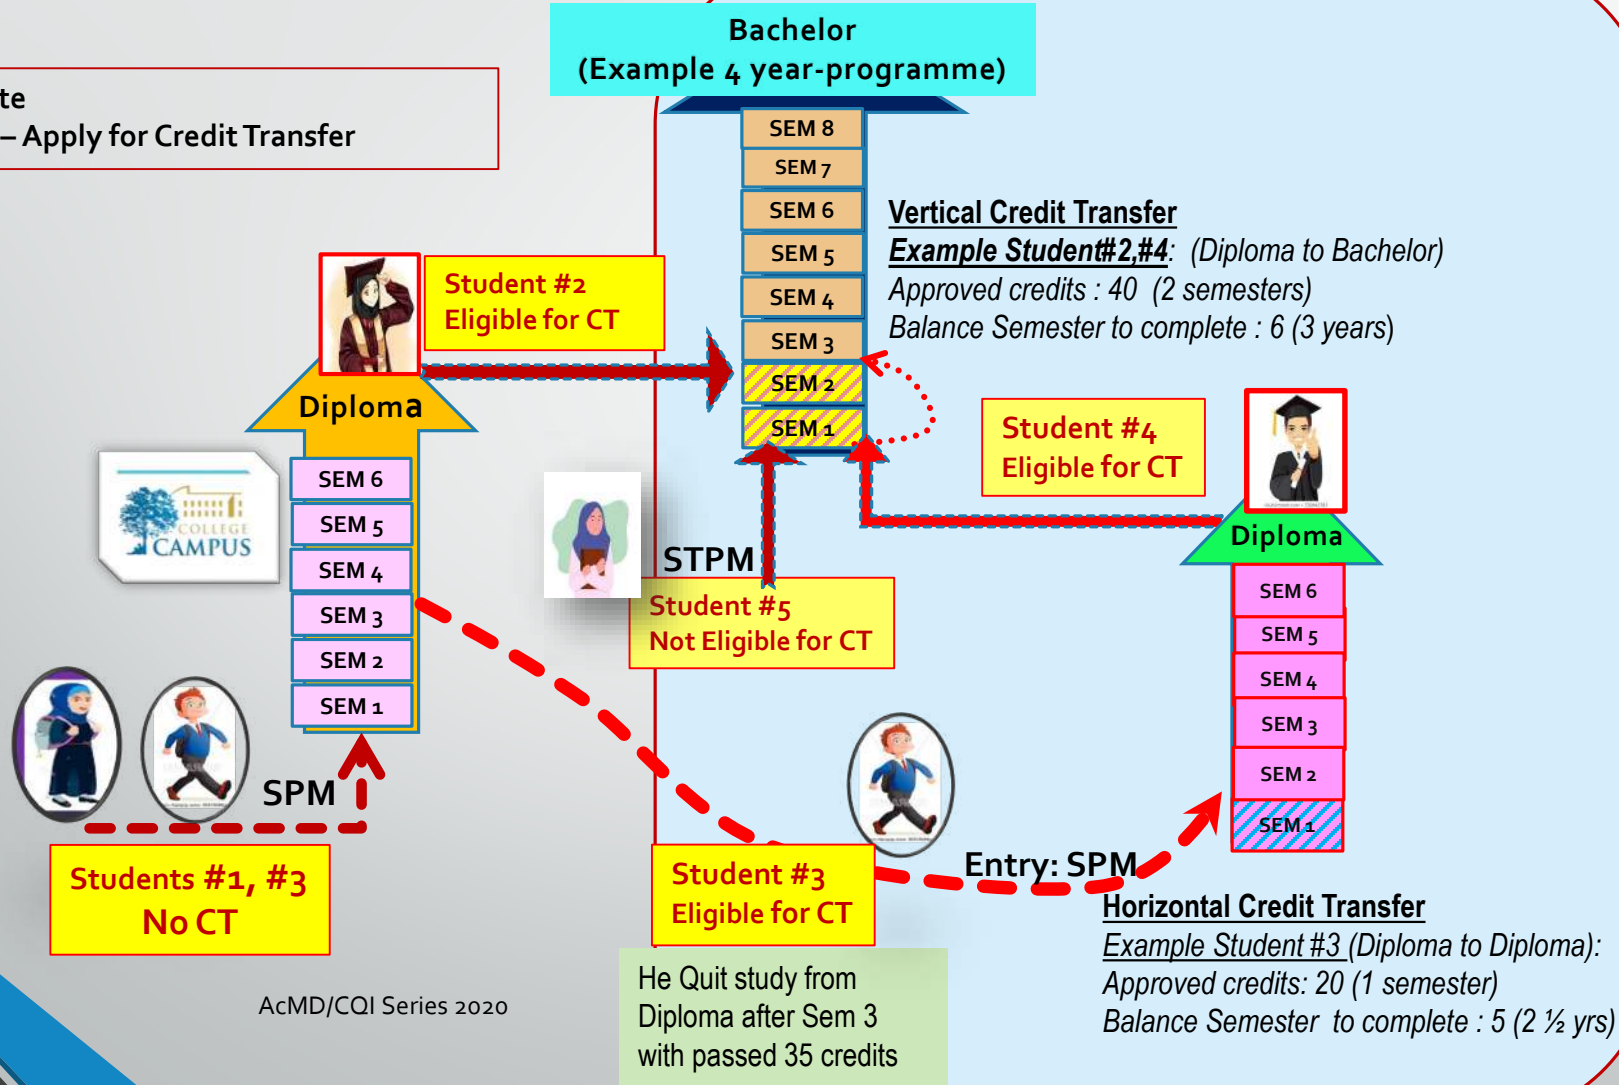 Bachelor
(Example 4 year-programme)
te
– Apply for Credit Transfer
SEM 8
SEM 7
SEM 6
SEM 5
SEM 4
SEM 3
SEM 2
SEM 1
Vertical Credit Transfer
Example Student#2,#4: (Diploma to Bachelor)
Approved credits : 40 (2 semesters)
Balance Semester to complete : 6 (3 years)
Student #2
Eligible for CT
Diploma
SEM 6
SEM 5
SEM 4
SEM 3
SEM 2
SEM 1
COLLEGE
CAMPUS
Student #4
Eligible for CT
STPM
Student #5
Not Eligible for CT
Diploma
SEM 6
SEM 5
SEM 4
SEM 3
SEM 2
SEM 1
SPM
Students #1, #3
No CT
Student #3
Eligible for CT
Entry: SPM
He Quit study from
Diploma after Sem 3
with passed 35 credits
Horizontal Credit Transfer
Example Student #3 (Diploma to Diploma):
Approved credits: 20 (1 semester)
Balance Semester to complete : 5 (2 ½ yrs)
AcMD/CQI Series 2020